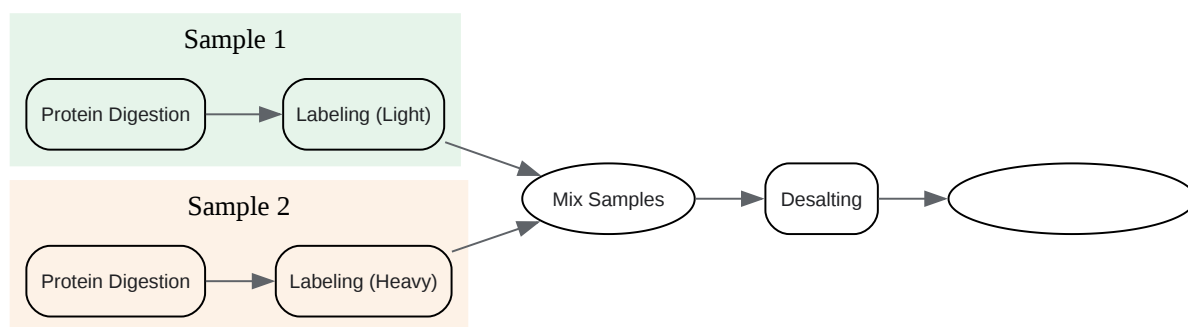 Sample 1
Protein Digestion
Labeling (Light)
Sample 2
Protein Digestion
Labeling (Heavy)
Mix Samples
Desalting